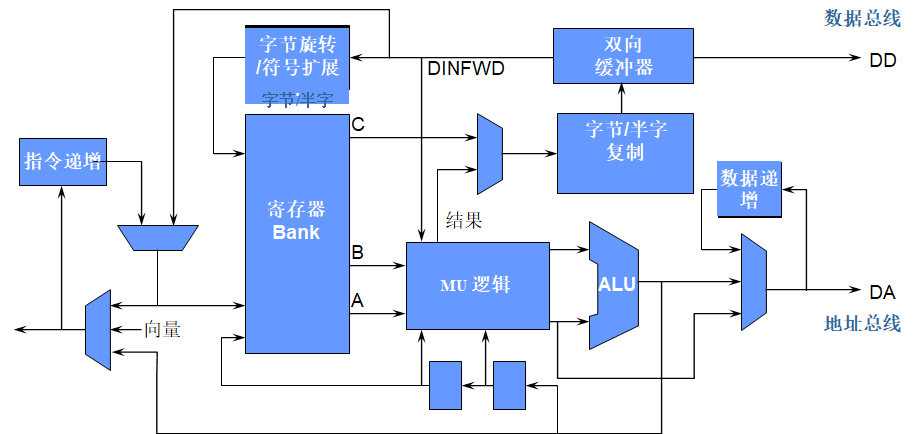 数据总线
字节旋转
/符号扩展
字节/半字
双向
缓冲器
DINFWD
DD
C
字节/半字
复制
指令递增
数据递
增
寄存器
Bank
结果
B
MU 逻辑
ALU
A
DA
向量
地址总线